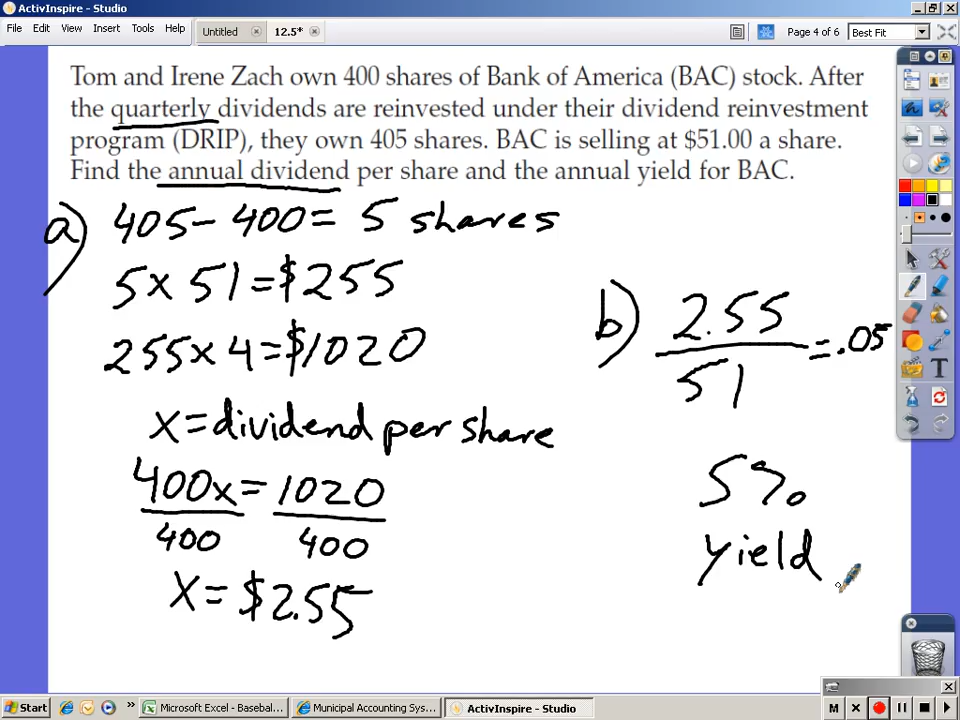 ActivInspire - Studio
File Edit View Insert Tools Help
Untitled
12.5*
Page 4 of 6
Best Fit
Tom and Irene Zach own 400 shares of Bank of America (BAC) stock. After
the quarterly dividends are reinvested under their dividend reinvestment
program (DRIP), they own 405 shares. BAC is selling at $51.00 a share.
Find the annual dividend per share and the annual yield for BAC.
a) 405 - 400 = 5 shares
5 x 51 = $255
255 x 4 = $1020
x = dividend per share
400x = 1020
400 400
x = $2.55
b) 2.55
51
= .05
5%
yield
T
Start
Microsoft Excel - Basebal...
Municipal Accounting Sys...
ActivInspire - Studio
M